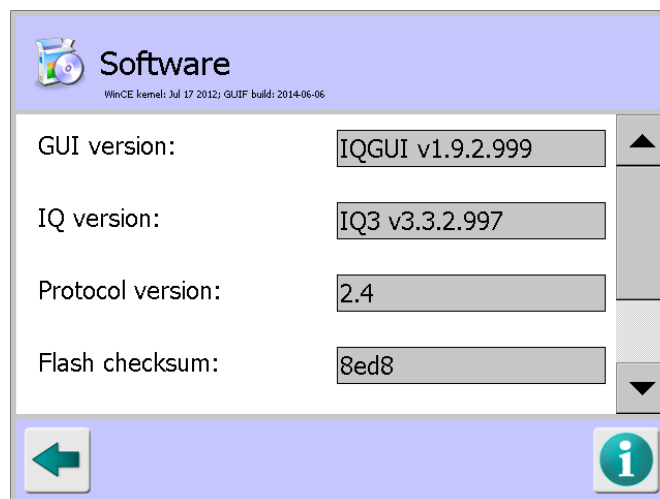 Software
WinCE kernel: Jul 17 2012; GUIF build: 2014-06-06
GUI version: IQGUI v1.9.2.999
IQ version: IQ3 v3.3.2.997
Protocol version: 2.4
Flash checksum: 8ed8
i